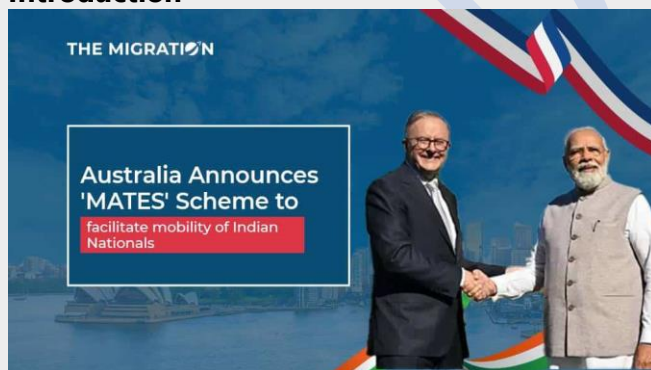 Introduction
THE MIGRATION
Australia Announces
'MATES' Scheme to
facilitate mobility of Indian
Nationals